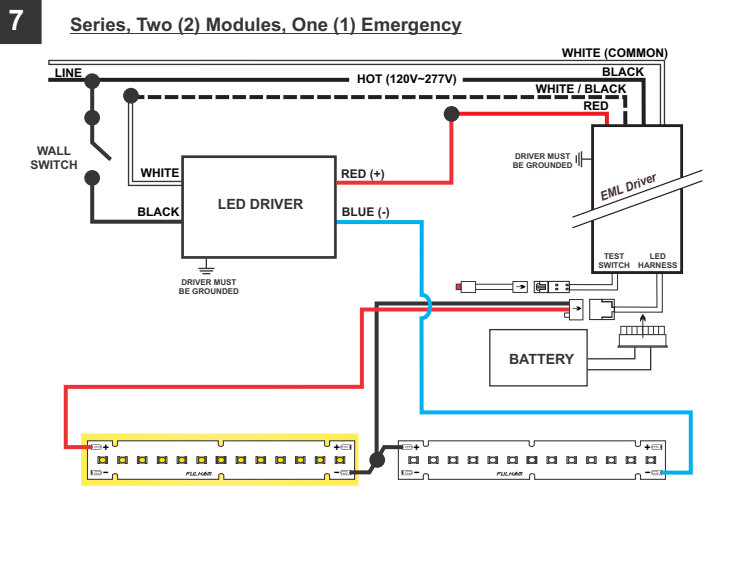 7
Series, Two (2) Modules, One (1) Emergency
WHITE (COMMON)
LINE
HOT (120V~277V)
BLACK
WHITE / BLACK
RED
WALL
SWITCH
WHITE
RED (+)
DRIVER MUST
BE GROUNDED
EML Driver
LED DRIVER
BLACK
BLUE (-)
TEST
SWITCH
LED
HARNESS
DRIVER MUST
BE GROUNDED
BATTERY
+
+
+
+
FULHAM
FULHAM
−
−
−
−